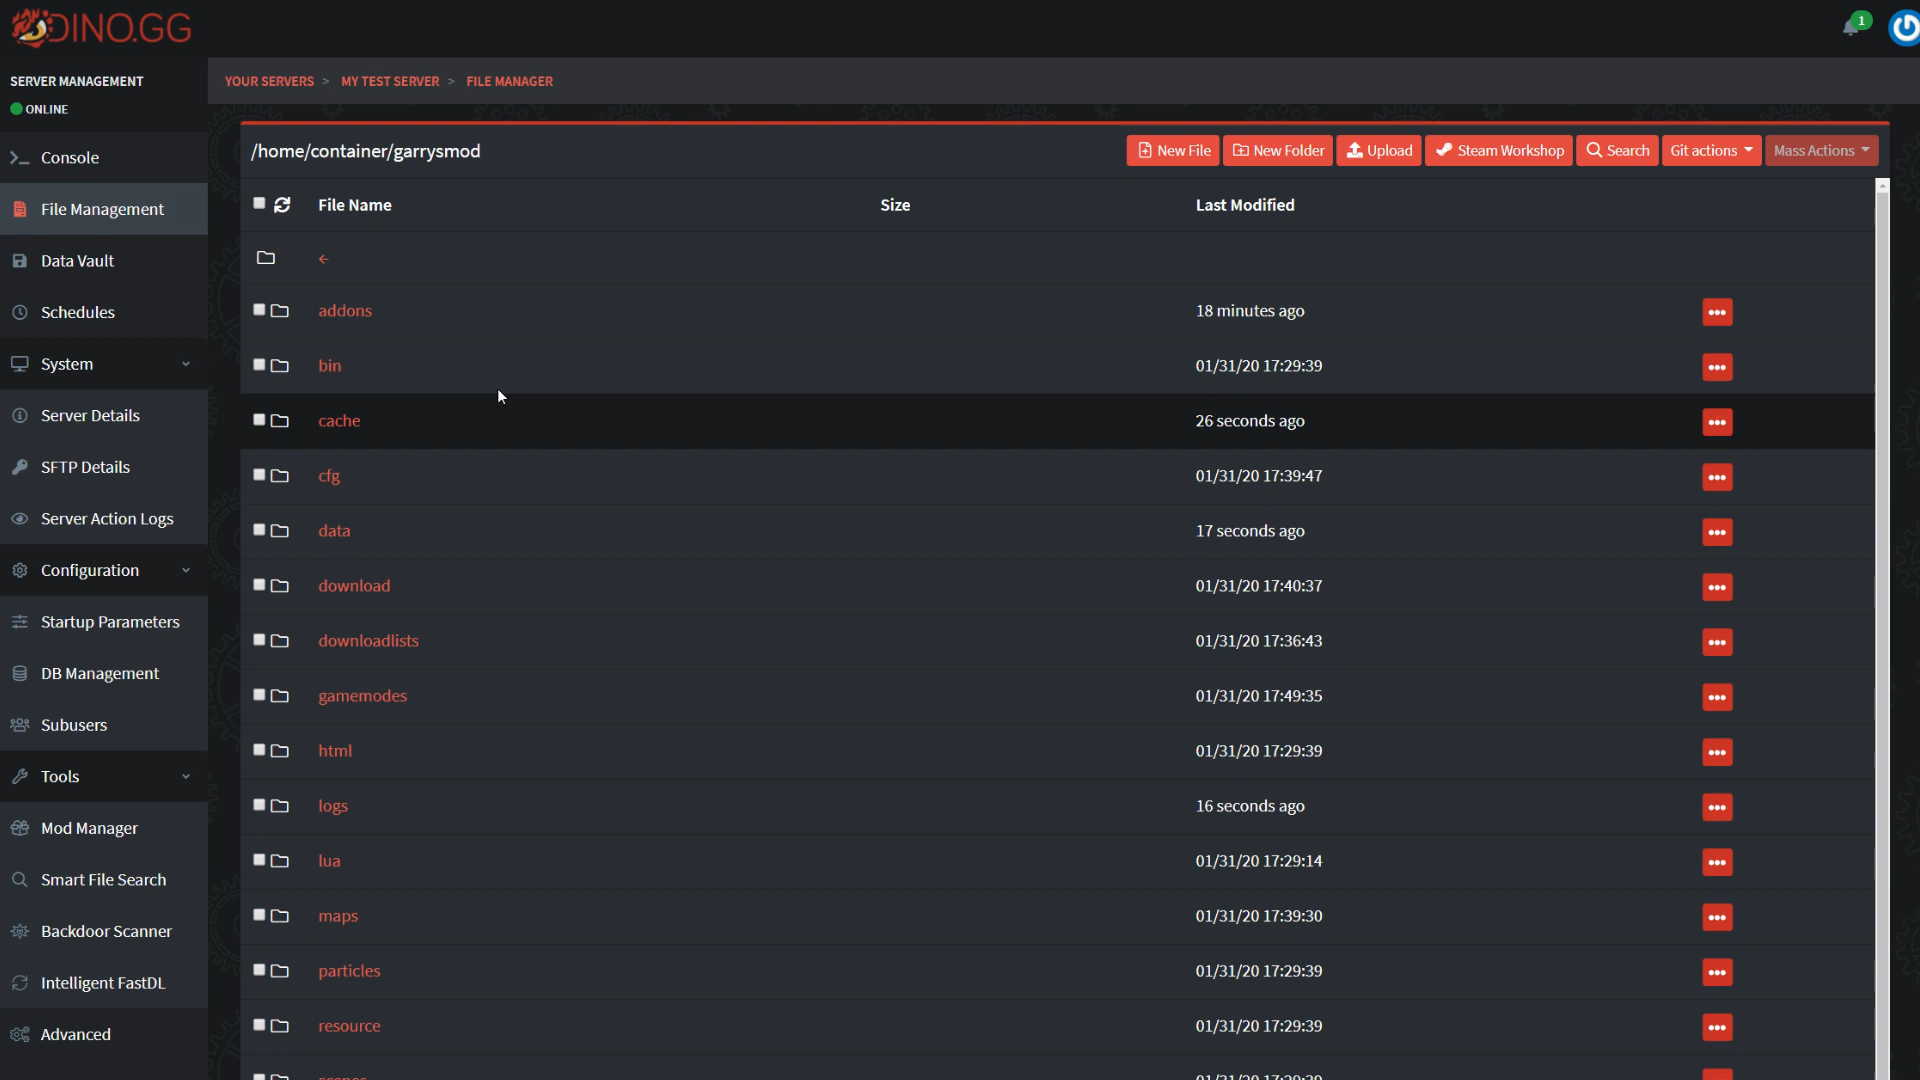 DINO.GG
1
SERVER MANAGEMENT
ONLINE
YOUR SERVERS > MY TEST SERVER > FILE MANAGER
Console
File Management
Data Vault
Schedules
System
Server Details
SFTP Details
Server Action Logs
Configuration
Startup Parameters
DB Management
Subusers
Tools
Mod Manager
Smart File Search
Backdoor Scanner
Intelligent FastDL
Advanced
/home/container/garrysmod
New File
New Folder
Upload
Steam Workshop
Search
Git actions
Mass Actions
File Name Size Last Modified
←
addons 18 minutes ago
bin 01/31/20 17:29:39
cache 26 seconds ago
cfg 01/31/20 17:39:47
data 17 seconds ago
download 01/31/20 17:40:37
downloadlists 01/31/20 17:36:43
gamemodes 01/31/20 17:49:35
html 01/31/20 17:29:39
logs 16 seconds ago
lua 01/31/20 17:29:14
maps 01/31/20 17:39:30
particles 01/31/20 17:29:39
resource 01/31/20 17:29:39